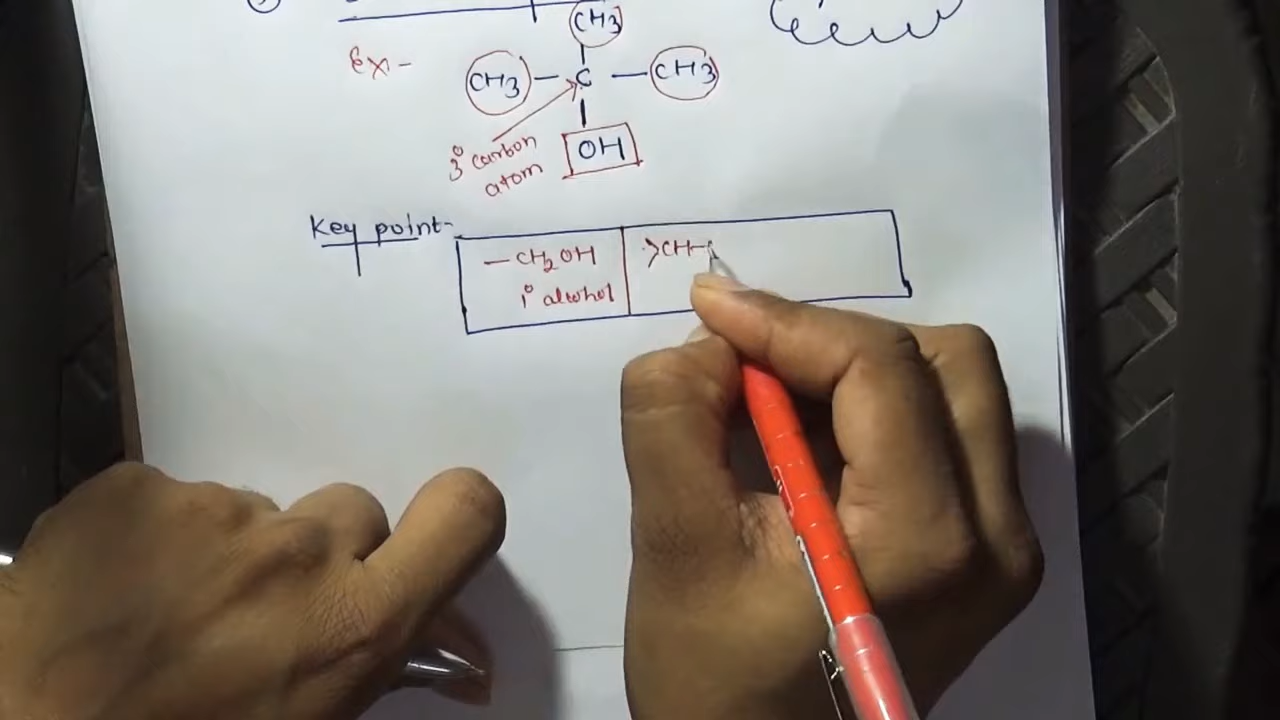 CH3
Ex-
CH3 - C - CH3
OH
3° carbon
atom
Key point-
- CH2OH
1° alcohol
>CH-